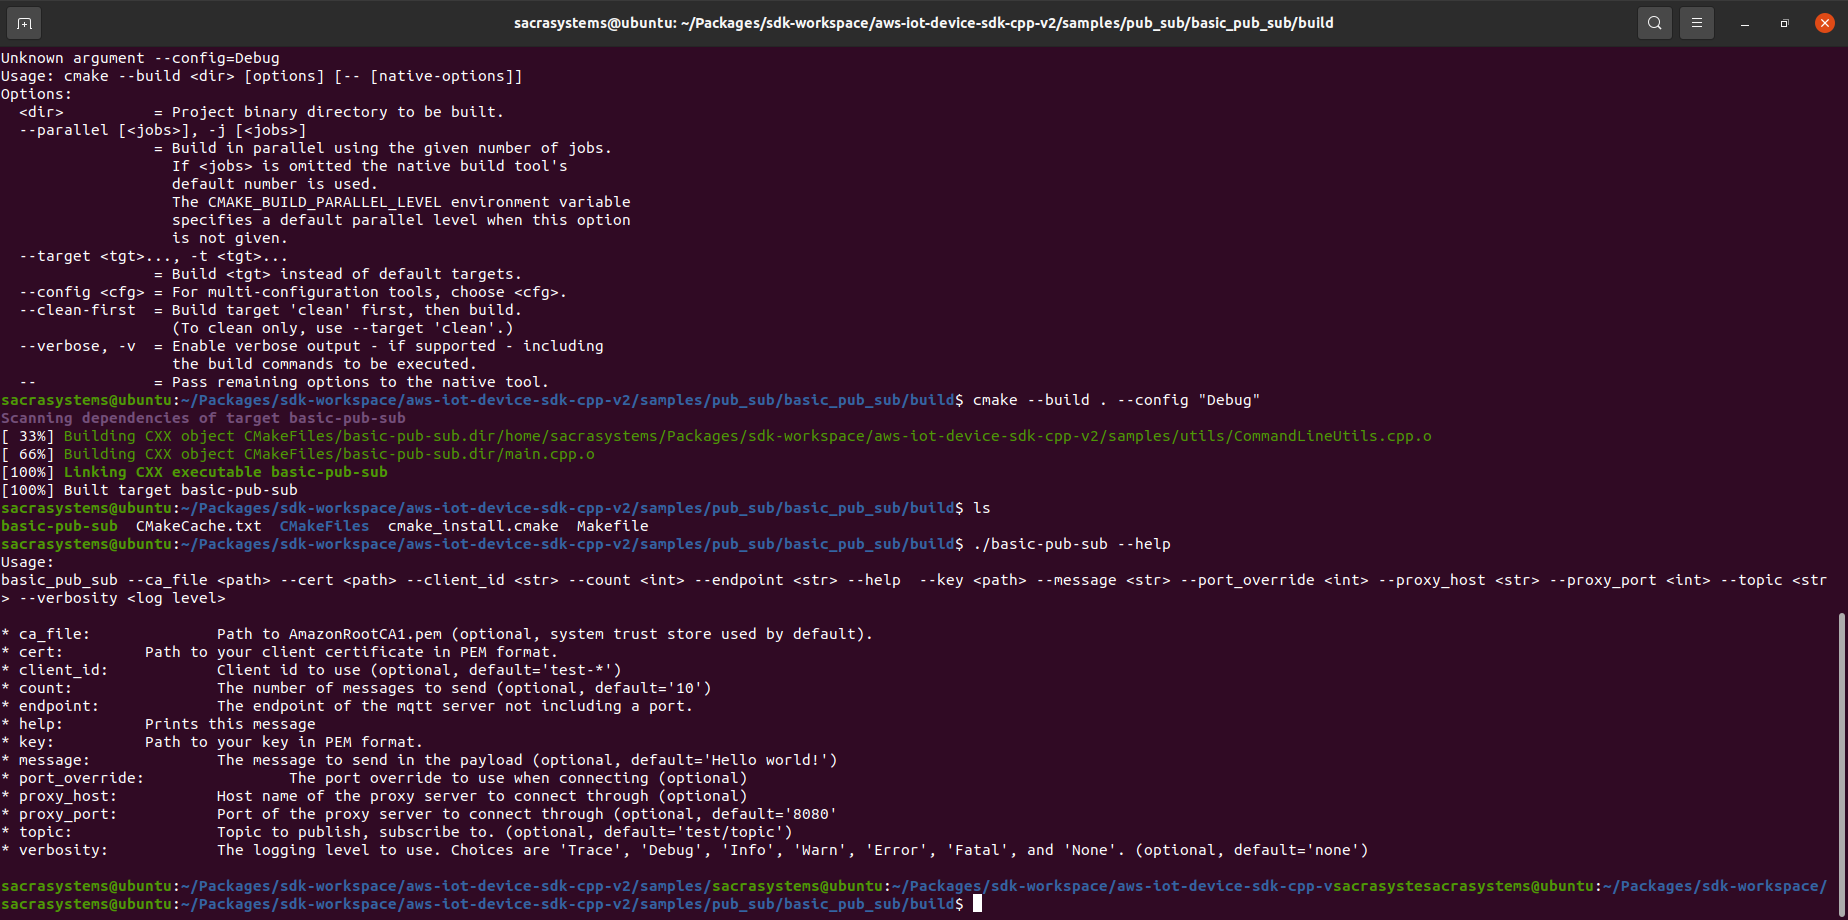 sacrasystems@ubuntu: ~/Packages/sdk-workspace/aws-iot-device-sdk-cpp-v2/samples/pub_sub/basic_pub_sub/build
Unknown argument --config=Debug
Usage: cmake --build <dir> [options] [-- [native-options]]
Options:
  <dir>          = Project binary directory to be built.
  --parallel [<jobs>], -j [<jobs>]
                 = Build in parallel using the given number of jobs.
                   If <jobs> is omitted the native build tool's
                   default number is used.
                   The CMAKE_BUILD_PARALLEL_LEVEL environment variable
                   specifies a default parallel level when this option
                   is not given.
  --target <tgt>..., -t <tgt>...
                 = Build <tgt> instead of default targets.
  --config <cfg> = For multi-configuration tools, choose <cfg>.
  --clean-first  = Build target 'clean' first, then build.
                   (To clean only, use --target 'clean'.)
  --verbose, -v  = Enable verbose output - if supported - including
                   the build commands to be executed.
  --             = Pass remaining options to the native tool.
sacrasystems@ubuntu:~/Packages/sdk-workspace/aws-iot-device-sdk-cpp-v2/samples/pub_sub/basic_pub_sub/build$ cmake --build . --config "Debug"
Scanning dependencies of target basic-pub-sub
[ 33%] Building CXX object CMakeFiles/basic-pub-sub.dir/home/sacrasystems/Packages/sdk-workspace/aws-iot-device-sdk-cpp-v2/samples/utils/CommandLineUtils.cpp.o
[ 66%] Building CXX object CMakeFiles/basic-pub-sub.dir/main.cpp.o
[100%] Linking CXX executable basic-pub-sub
[100%] Built target basic-pub-sub
sacrasystems@ubuntu:~/Packages/sdk-workspace/aws-iot-device-sdk-cpp-v2/samples/pub_sub/basic_pub_sub/build$ ls
basic-pub-sub  CMakeCache.txt  CMakeFiles  cmake_install.cmake  Makefile
sacrasystems@ubuntu:~/Packages/sdk-workspace/aws-iot-device-sdk-cpp-v2/samples/pub_sub/basic_pub_sub/build$ ./basic-pub-sub --help
Usage:
basic_pub_sub --ca_file <path> --cert <path> --client_id <str> --count <int> --endpoint <str> --help  --key <path> --message <str> --port_override <int> --proxy_host <str> --proxy_port <int> --topic <str
> --verbosity <log level>
* ca_file:              Path to AmazonRootCA1.pem (optional, system trust store used by default).
* cert:         Path to your client certificate in PEM format.
* client_id:            Client id to use (optional, default='test-*')
* count:                The number of messages to send (optional, default='10')
* endpoint:             The endpoint of the mqtt server not including a port.
* help:         Prints this message
* key:          Path to your key in PEM format.
* message:              The message to send in the payload (optional, default='Hello world!')
* port_override:                The port override to use when connecting (optional)
* proxy_host:           Host name of the proxy server to connect through (optional)
* proxy_port:           Port of the proxy server to connect through (optional, default='8080'
* topic:                Topic to publish, subscribe to. (optional, default='test/topic')
* verbosity:            The logging level to use. Choices are 'Trace', 'Debug', 'Info', 'Warn', 'Error', 'Fatal', and 'None'. (optional, default='none')
sacrasystems@ubuntu:~/Packages/sdk-workspace/aws-iot-device-sdk-cpp-v2/samples/sacrasystems@ubuntu:~/Packages/sdk-workspace/aws-iot-device-sdk-cpp-vsacrasystesacrasystems@ubuntu:~/Packages/sdk-workspace/
sacrasystems@ubuntu:~/Packages/sdk-workspace/aws-iot-device-sdk-cpp-v2/samples/pub_sub/basic_pub_sub/build$